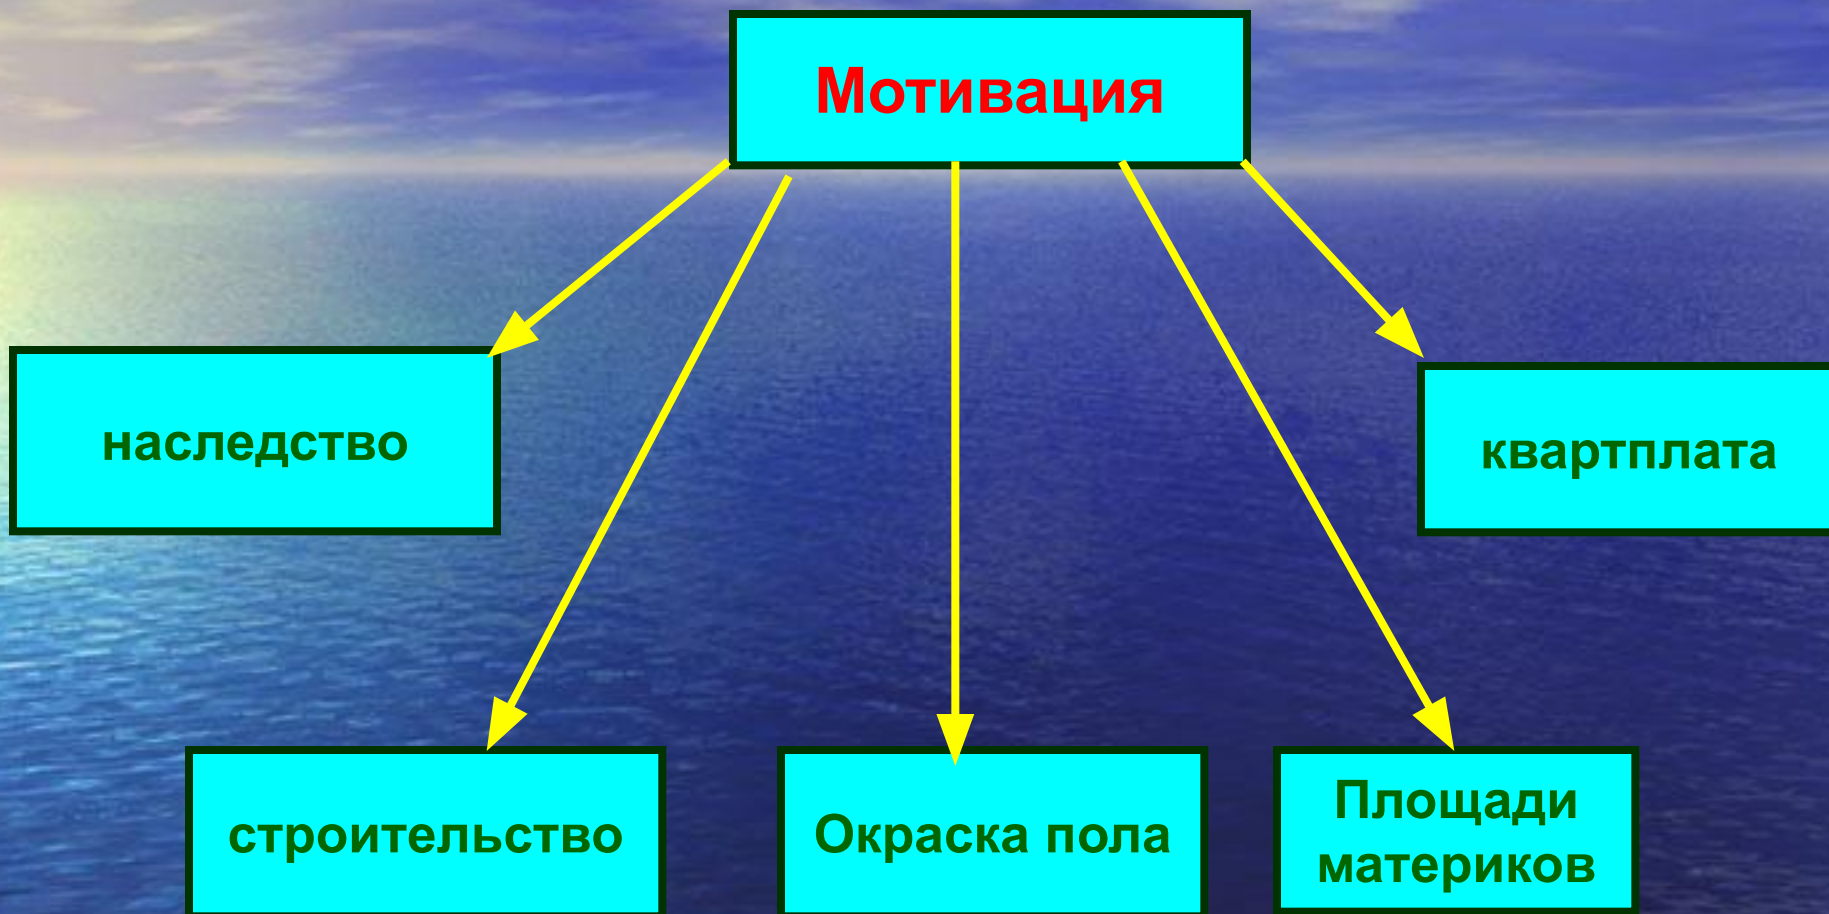 Мотивация
наследство
квартплата
строительство
Окраска пола
Площади
материков